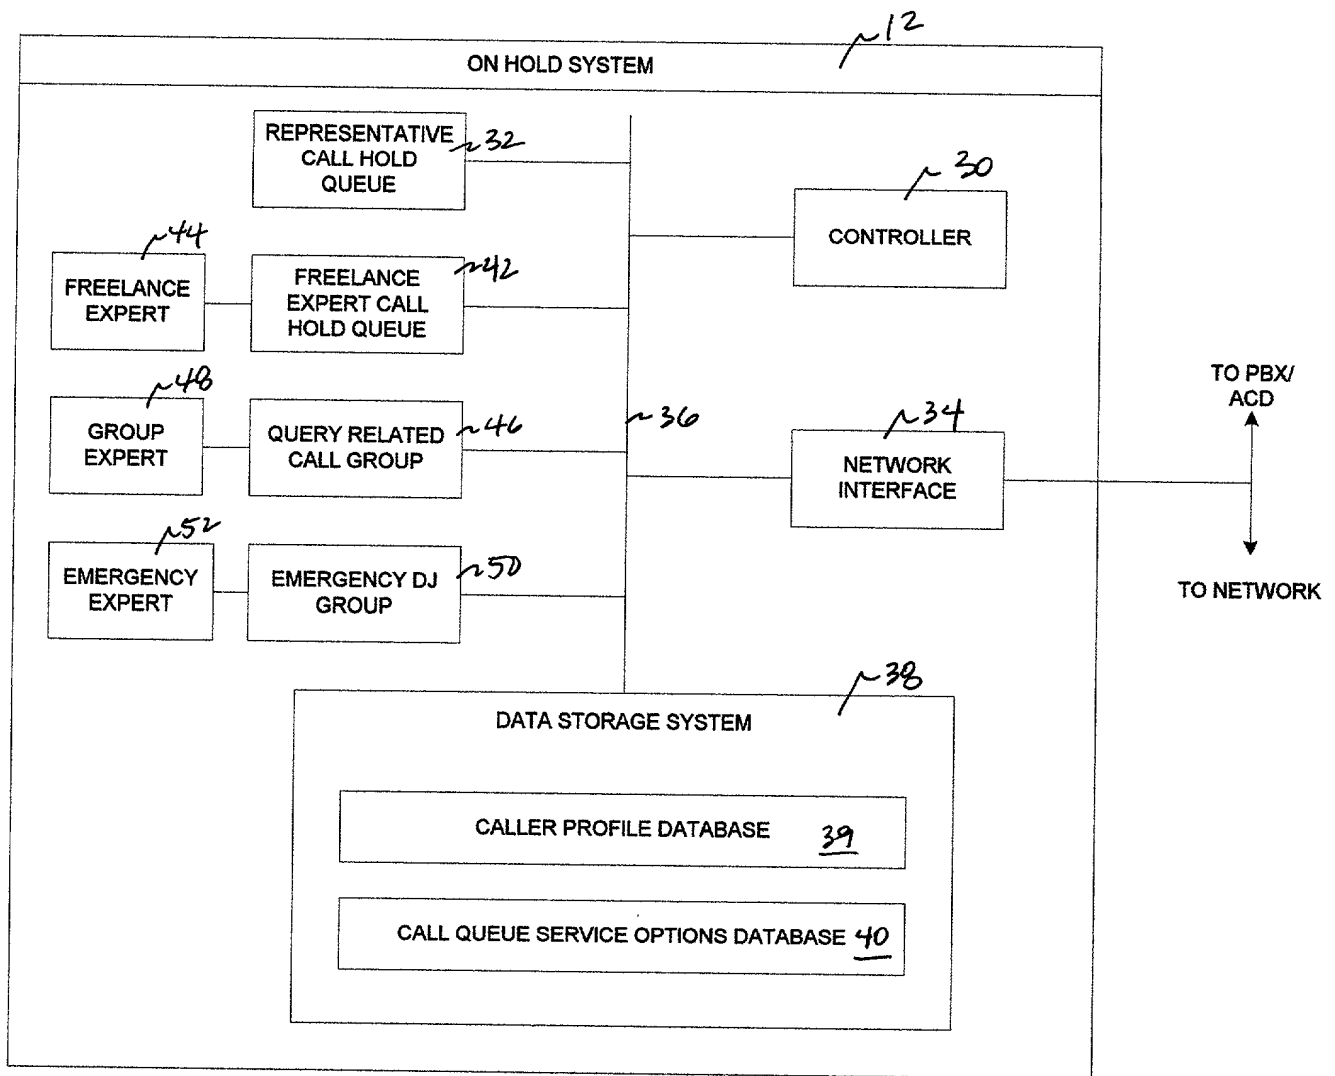 12
ON HOLD SYSTEM
REPRESENTATIVE
CALL HOLD
QUEUE
32
30
CONTROLLER
44
FREELANCE
EXPERT
42
FREELANCE
EXPERT CALL
HOLD QUEUE
48
GROUP
EXPERT
46
QUERY RELATED
CALL GROUP
36
34
NETWORK
INTERFACE
TO PBX/
ACD
TO NETWORK
52
EMERGENCY
EXPERT
50
EMERGENCY DJ
GROUP
38
DATA STORAGE SYSTEM
CALLER PROFILE DATABASE 39
CALL QUEUE SERVICE OPTIONS DATABASE 40